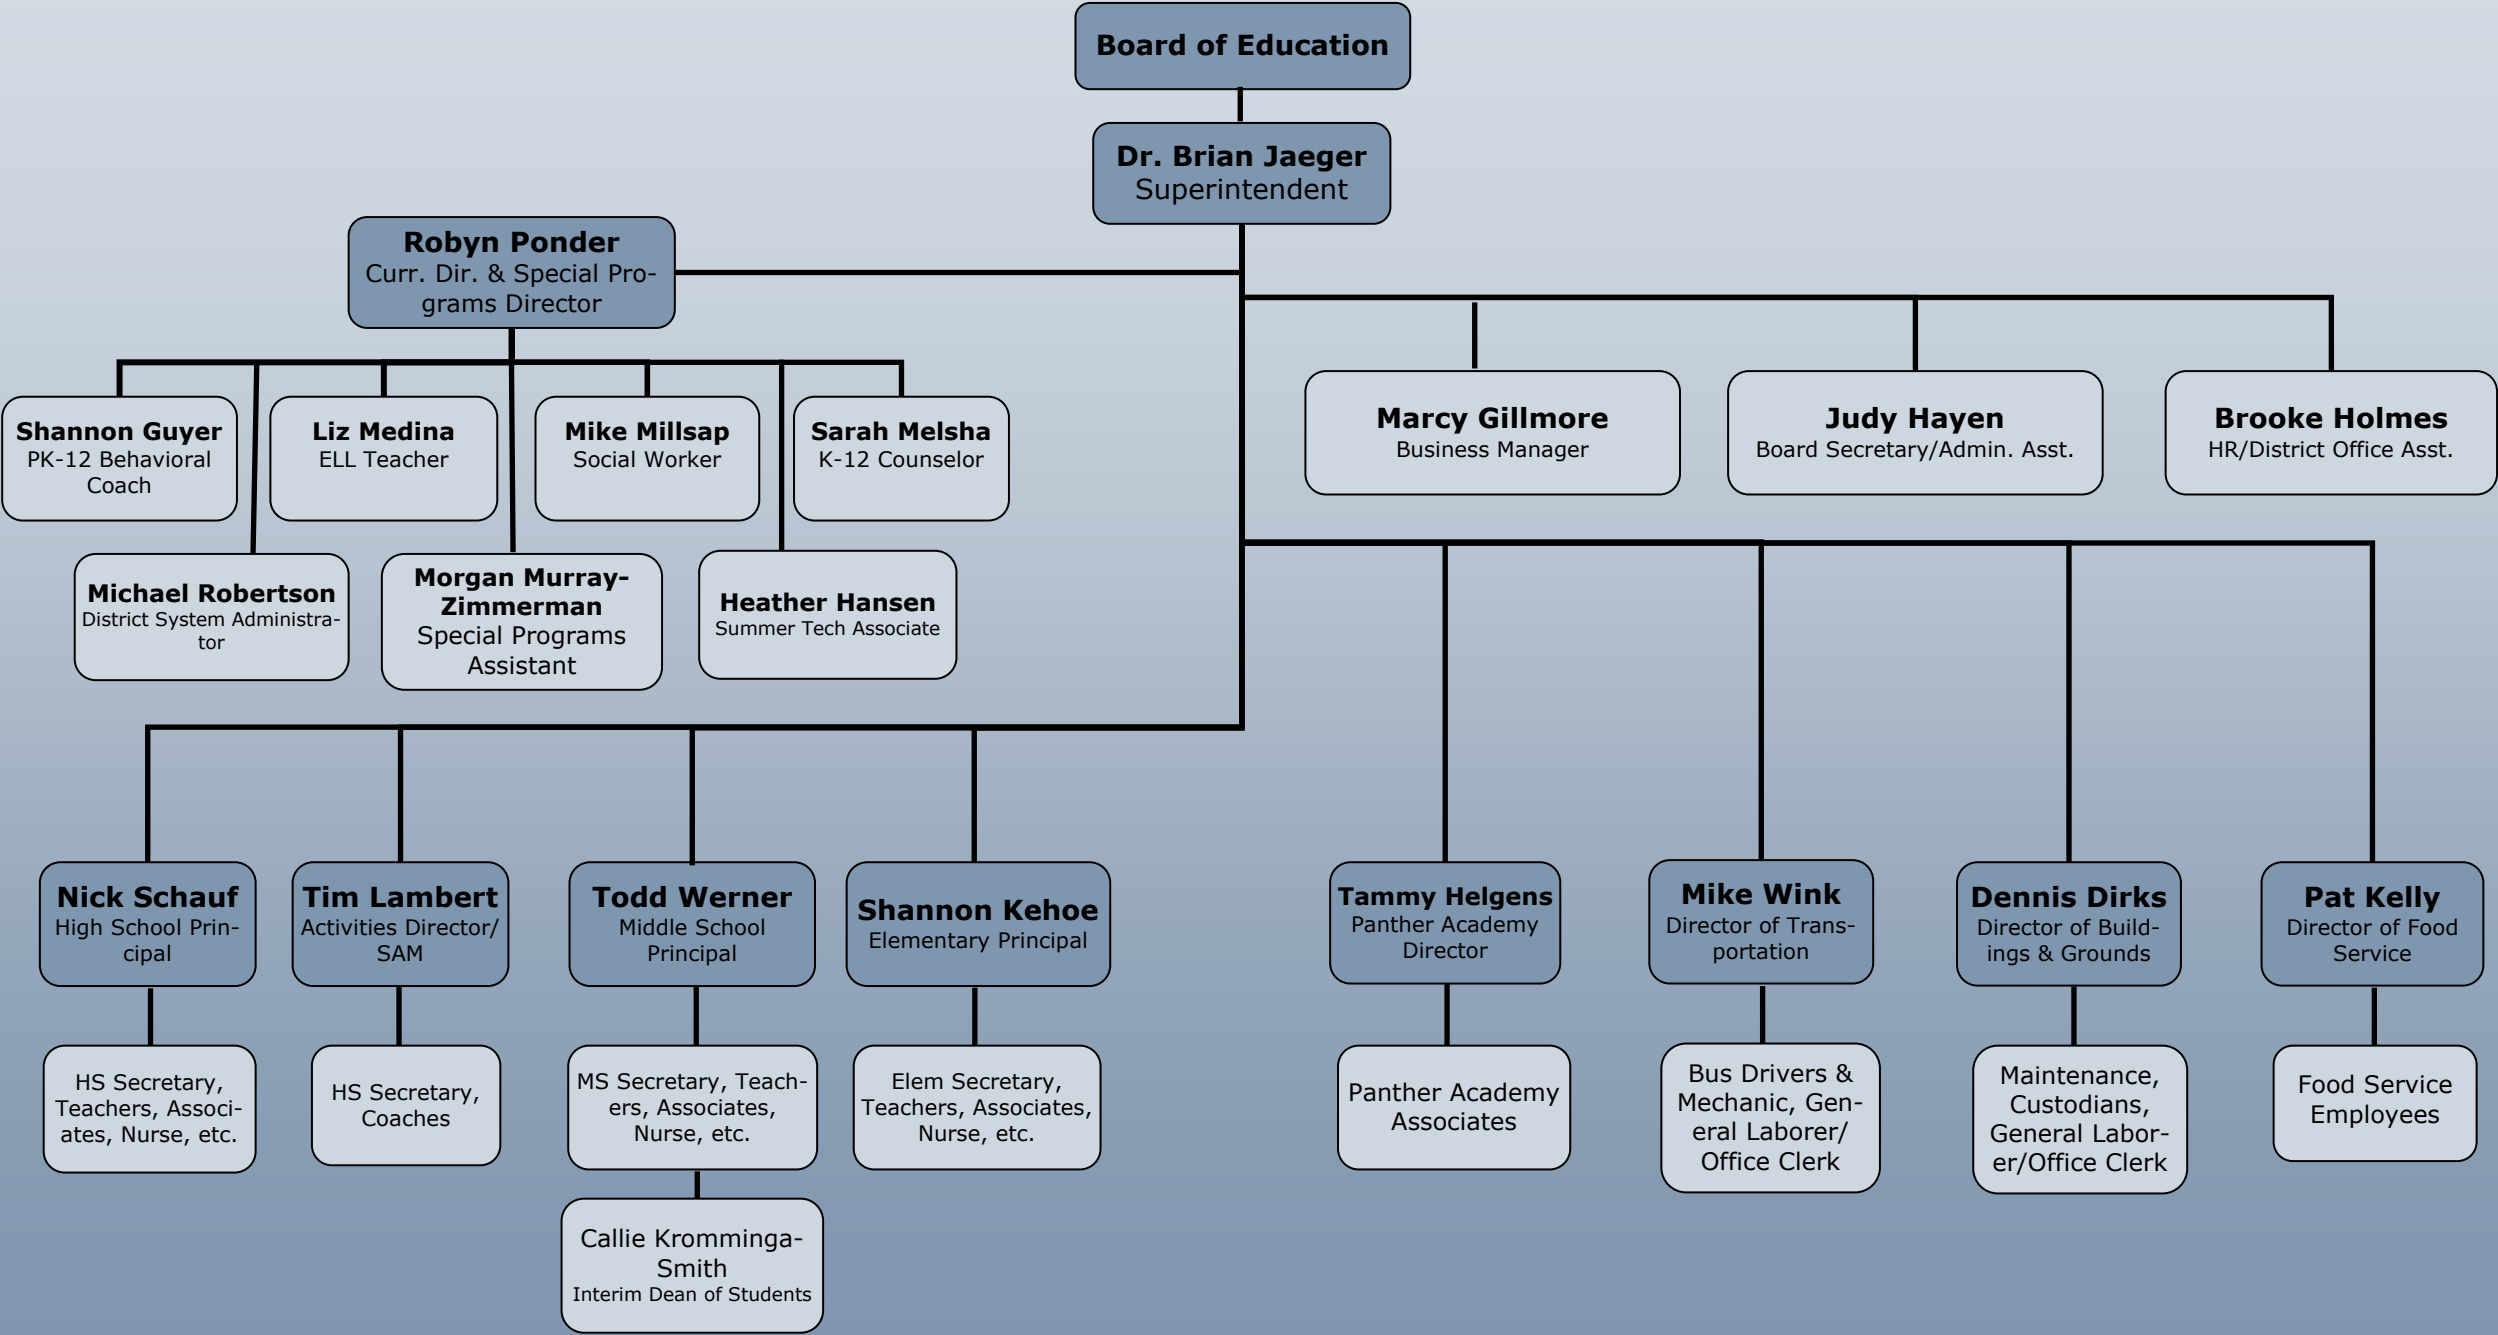 Board of Education
Dr. Brian Jaeger
Superintendent
Robyn Ponder
Curr. Dir. & Special Pro-
grams Director
Shannon Guyer
PK-12 Behavioral
Coach
Liz Medina
ELL Teacher
Mike Millsap
Social Worker
Sarah Melsha
K-12 Counselor
Marcy Gillmore
Business Manager
Judy Hayen
Board Secretary/Admin. Asst.
Brooke Holmes
HR/District Office Asst.
Michael Robertson
District System Administra-
tor
Morgan Murray-
Zimmerman
Special Programs
Assistant
Heather Hansen
Summer Tech Associate
Nick Schauf
High School Prin-
cipal
Tim Lambert
Activities Director/
SAM
Todd Werner
Middle School
Principal
Shannon Kehoe
Elementary Principal
Tammy Helgens
Panther Academy
Director
Mike Wink
Director of Trans-
portation
Dennis Dirks
Director of Build-
ings & Grounds
Pat Kelly
Director of Food
Service
HS Secretary,
Teachers, Associ-
ates, Nurse, etc.
HS Secretary,
Coaches
MS Secretary, Teach-
ers, Associates,
Nurse, etc.
Elem Secretary,
Teachers, Associates,
Nurse, etc.
Panther Academy
Associates
Bus Drivers &
Mechanic, Gen-
eral Laborer/
Office Clerk
Maintenance,
Custodians,
General Labor-
er/Office Clerk
Food Service
Employees
Callie Kromminga-
Smith
Interim Dean of Students